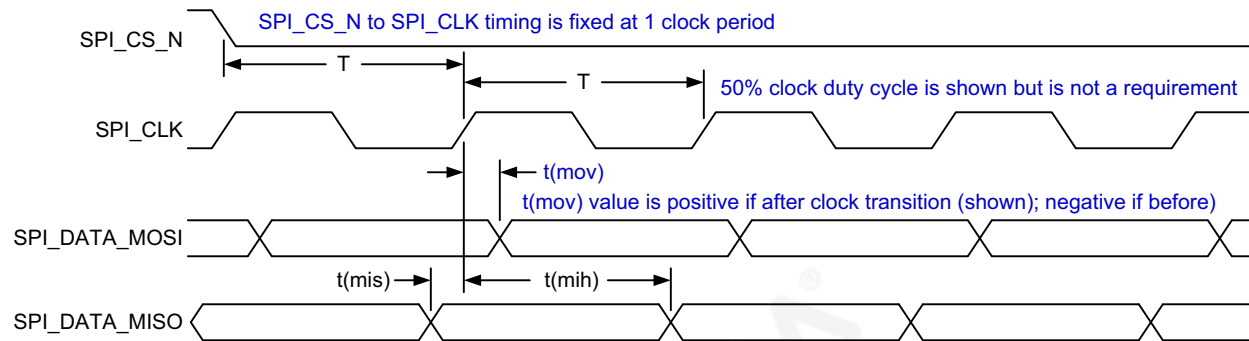 SPI_CS_N to SPI_CLK timing is fixed at 1 clock period
SPI_CS_N
T
T
50% clock duty cycle is shown but is not a requirement
SPI_CLK
t(mov)
t(mov) value is positive if after clock transition (shown); negative if before)
SPI_DATA_MOSI
t(mis)
t(mih)
SPI_DATA_MISO